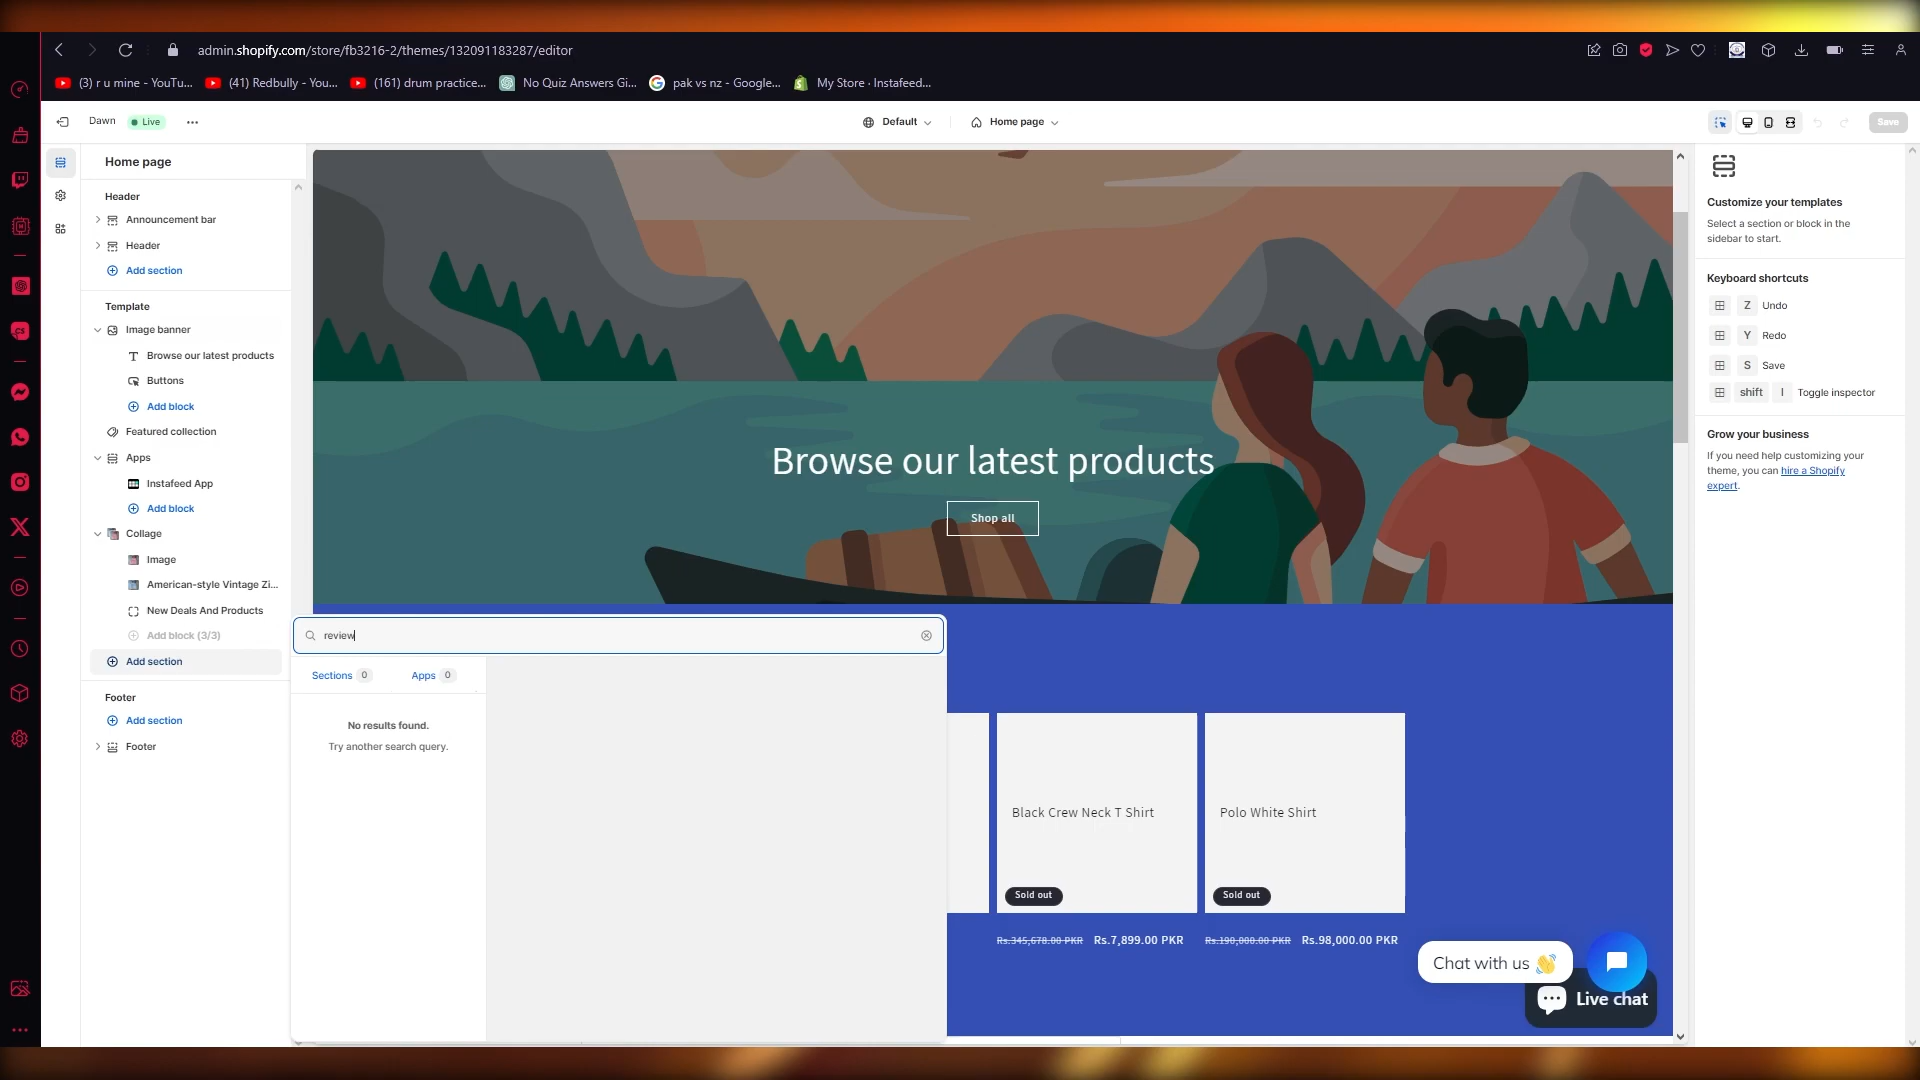 admin.shopify.com/store/fb3216-2/themes/132091183287/editor
(3) r u mine - YouTu...
(41) Redbully - You...
(161) drum practice...
No Quiz Answers Gi...
pak vs nz - Google...
My Store · Instafeed...
Dawn
Live
Default
Home page
Save
Home page
Header
Announcement bar
Header
Add section
Template
Image banner
Browse our latest products
Buttons
Add block
Featured collection
Apps
Instafeed App
Add block
Collage
Image
American-style Vintage Zi...
New Deals And Products
Add block (3/3)
Add section
Footer
Add section
Footer
Browse our latest products
Shop all
review
Sections 0
Apps 0
No results found.
Try another search query.
Black Crew Neck T Shirt
Polo White Shirt
Sold out
Sold out
Rs.345,678.00 PKR Rs.7,899.00 PKR
Rs.190,000.00 PKR Rs.98,000.00 PKR
Chat with us 👋
Live chat
Customize your templates
Select a section or block in the
sidebar to start.
Keyboard shortcuts
Z Undo
Y Redo
S Save
shift I Toggle inspector
Grow your business
If you need help customizing your
theme, you can hire a Shopify
expert.